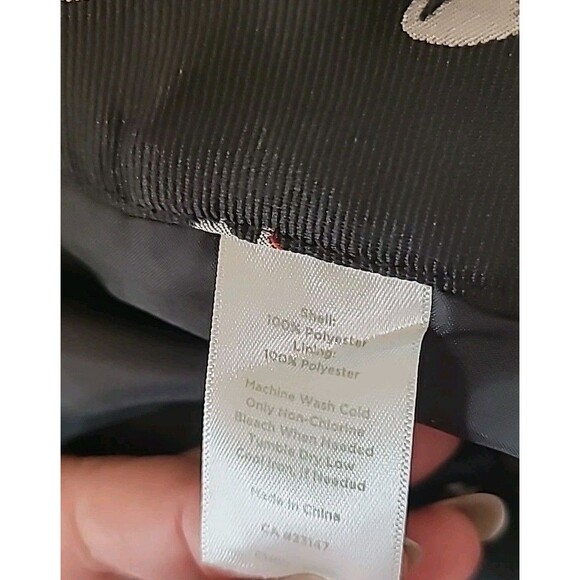 Shell:
100% Polyester
Lining:
100% Polyester
Machine Wash Cold
Only Non-Chlorine
Bleach When Needed
Tumble Dry Low
Cool Iron, If Needed
Made in China
CA #23147